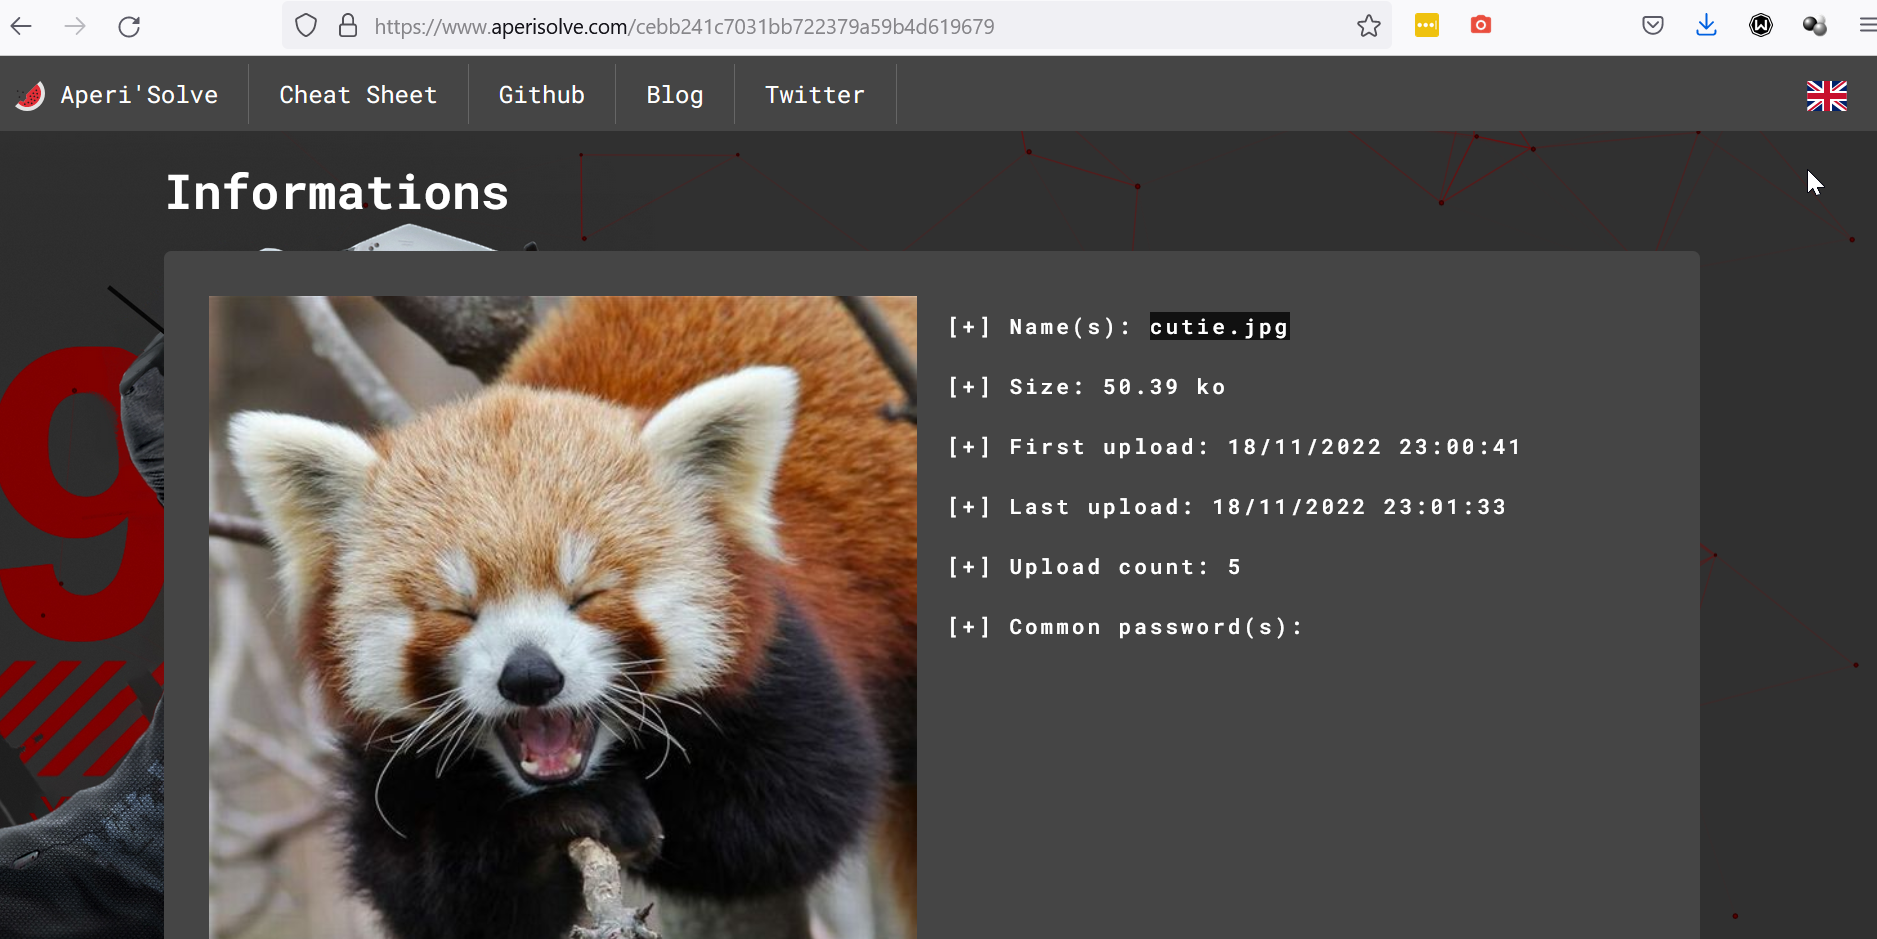 https://www.aperisolve.com/cebb241c7031bb722379a59b4d619679
Aperi'Solve Cheat Sheet Github Blog Twitter
Informations
[+] Name(s): cutie.jpg
[+] Size: 50.39 ko
[+] First upload: 18/11/2022 23:00:41
[+] Last upload: 18/11/2022 23:01:33
[+] Upload count: 5
[+] Common password(s):
9